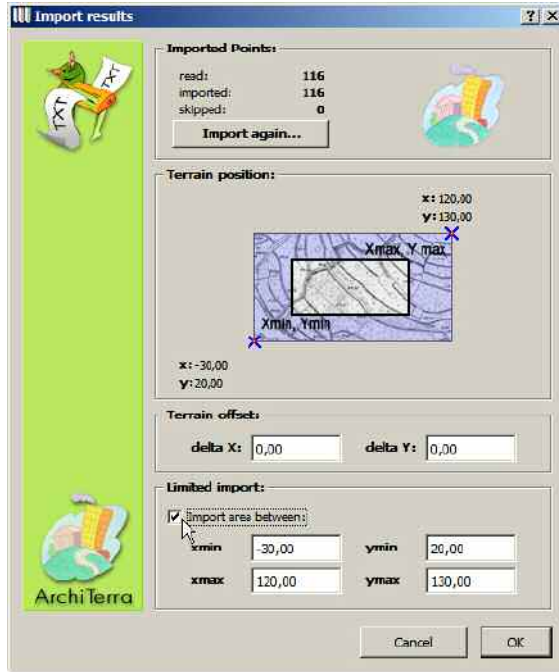 Import results
TXT
TXT
Imported Points:
read: 116
imported: 116
skipped: 0
Import again...
Terrain position:
x: 120,00
y: 130,00
Xmax, Y max
Xmin, Ymin
x: -30,00
y: 20,00
Terrain offset:
delta X: 0,00 delta Y: 0,00
Limited import:
Import area between:
xmin -30,00 ymin 20,00
xmax 120,00 ymax 130,00
ArchiTerra
Cancel OK